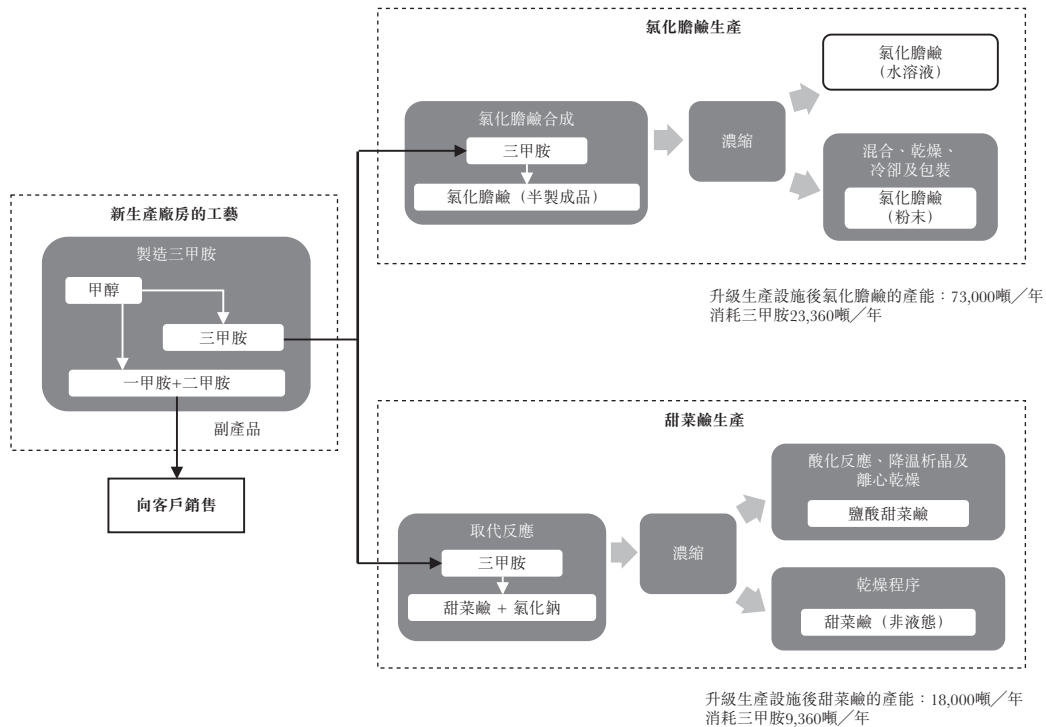 新生產廠房的工藝
製造三甲胺
甲醇
三甲胺
一甲胺+二甲胺
副產品
向客戶銷售
氯化膽鹼生產
氯化膽鹼合成
三甲胺
氯化膽鹼（半製成品）
濃縮
氯化膽鹼
（水溶液）
混合、乾燥、
冷卻及包裝
氯化膽鹼
（粉末）
升級生產設施後氯化膽鹼的產能：73,000噸╱年
消耗三甲胺23,360噸╱年
甜菜鹼生產
取代反應
三甲胺
甜菜鹼 + 氯化鈉
濃縮
酸化反應、降温析晶及
離心乾燥
鹽酸甜菜鹼
乾燥程序
甜菜鹼（非液態）
升級生產設施後甜菜鹼的產能：18,000噸╱年
消耗三甲胺9,360噸╱年